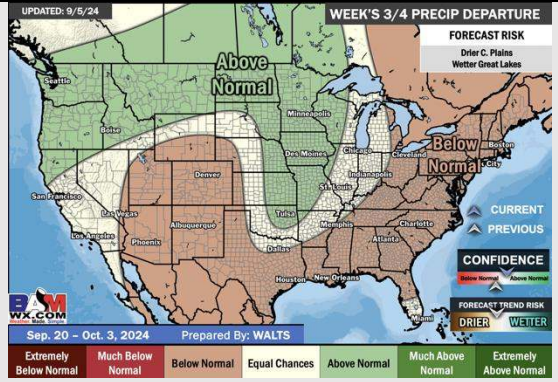 UPDATED: 9/5/24
WEEK'S 3/4 PRECIP DEPARTURE
FORECAST RISK
Drier C. Plains
Wetter Great Lakes
Above
Normal
Seattle
Minneapolis
Boise
Below
Normal
Boston
City
Chicago
Cleveland
Des Moines
Denver
Indianapolis
San Francisco
St. Louis
Las Vegas
CURRENT
Tulsa
Memphis
Charlotte
PREVIOUS
Los Angeles
Albuquerque
Phoenix
Atlanta
Dallas
CONFIDENCE
Below Normal
Above Normal
Houston
New Orleans
FORECAST TREND RISK
DRIER
WETTER
Miami
BAM
WX.COM
Weather Made Simple
Sep. 20 – Oct. 3, 2024
Prepared By: WALTS
Extremely
Below Normal
Much Below
Normal
Below Normal
Equal Chances
Above Normal
Much Above
Normal
Extremely
Above Normal